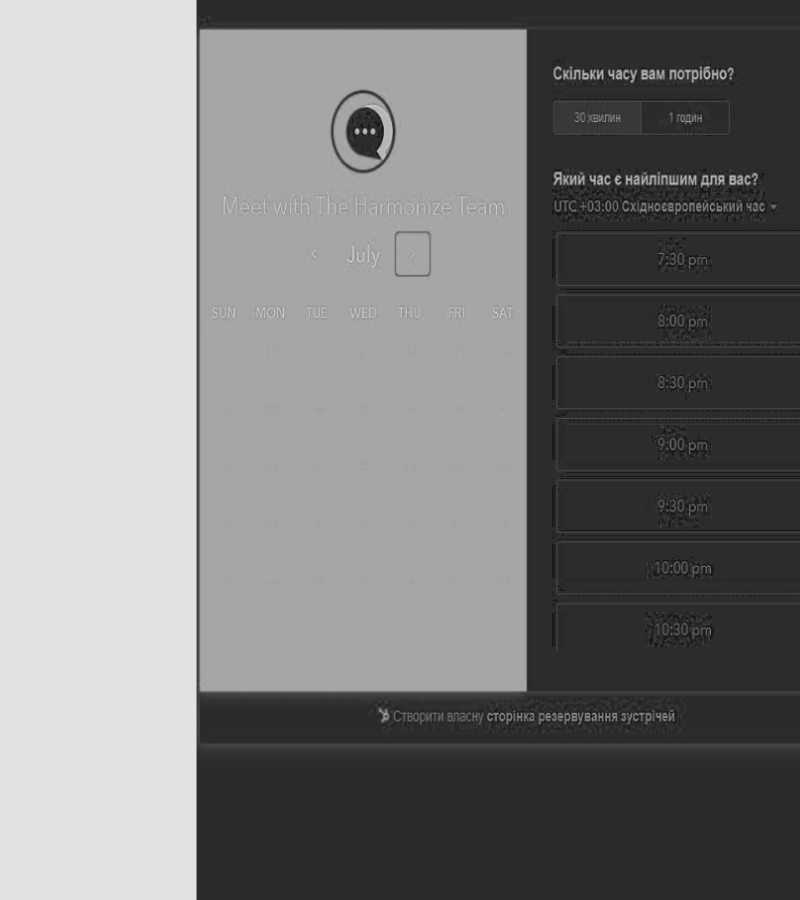 Meet with The Harmonize Team
July
SUN MON TUE WED THU FRI SAT
Скільки часу вам потрібно?
30 хвилин 1 годин
Який час є найліпшим для вас?
UTC +03:00 Східноєвропейський час
7:30 pm
8:00 pm
8:30 pm
9:00 pm
9:30 pm
10:00 pm
10:30 pm
Створити власну сторінка резервування зустрічей